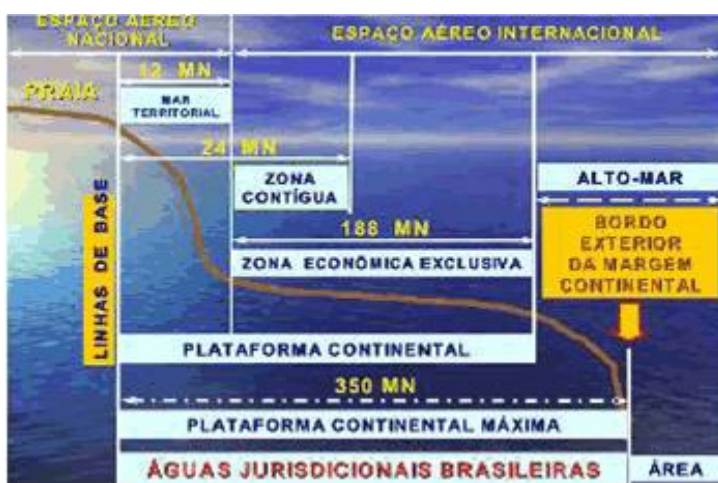 ESPAÇO AÉREO
NACIONAL
ESPAÇO AÉREO INTERNACIONAL
12 MN
PRAIA
MAR
TERRITORIAL
24 MN
ZONA
CONTÍGUA
ALTO-MAR
188 MN
BORDO
EXTERIOR
DA MARGEM
CONTINENTAL
ZONA ECONÔMICA EXCLUSIVA
LINHAS DE BASE
PLATAFORMA CONTINENTAL
350 MN
PLATAFORMA CONTINENTAL MÁXIMA
ÁGUAS JURISDICIONAIS BRASILEIRAS
ÁREA